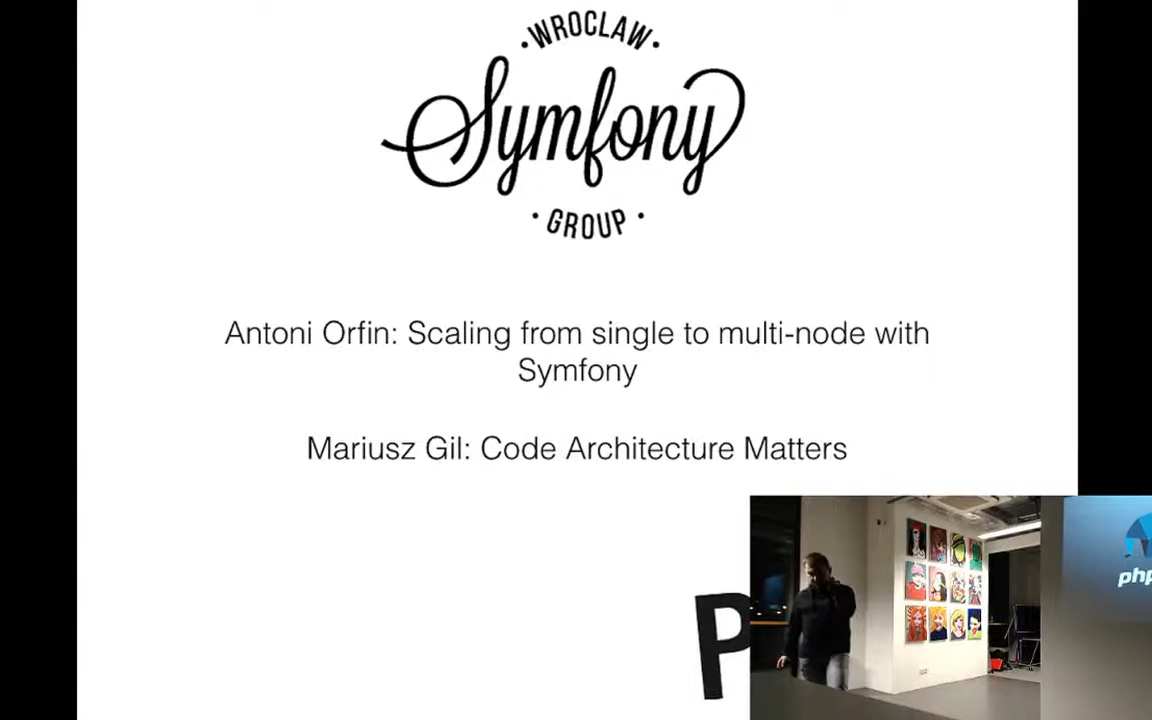 • WROCLAW •
Symfony
• GROUP •
Antoni Orfin: Scaling from single to multi-node with
Symfony
Mariusz Gil: Code Architecture Matters
P
php